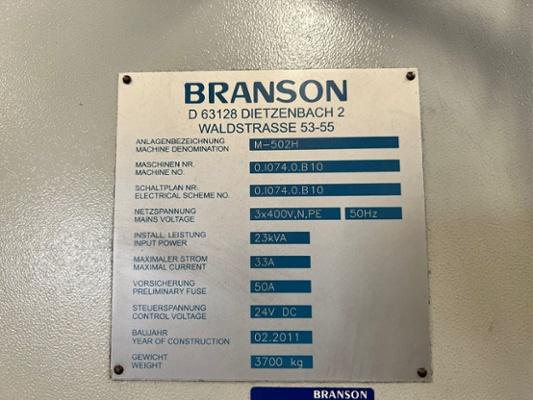 BRANSON
D 63128 DIETZENBACH 2
WALDSTRASSE 53-55
ANLAGENBEZEICHNUNG
MACHINE DENOMINATION
M-502H
MASCHINEN NR.
MACHINE NO.
0.1074.0.B10
SCHALTPLAN NR.
ELECTRICAL SCHEME NO.
0.1074.0.B10
NETZSPANNUNG
MAINS VOLTAGE
3x400V,N,PE 50Hz
INSTALL. LEISTUNG
INPUT POWER
23kVA
MAXIMALER STROM
MAXIMAL CURRENT
33A
VORSICHERUNG
PRELIMINARY FUSE
50A
STEUERSPANNUNG
CONTROL VOLTAGE
24V DC
BAUJAHR
YEAR OF CONSTRUCTION
02.2011
GEWICHT
WEIGHT
3700 kg
BRANSON